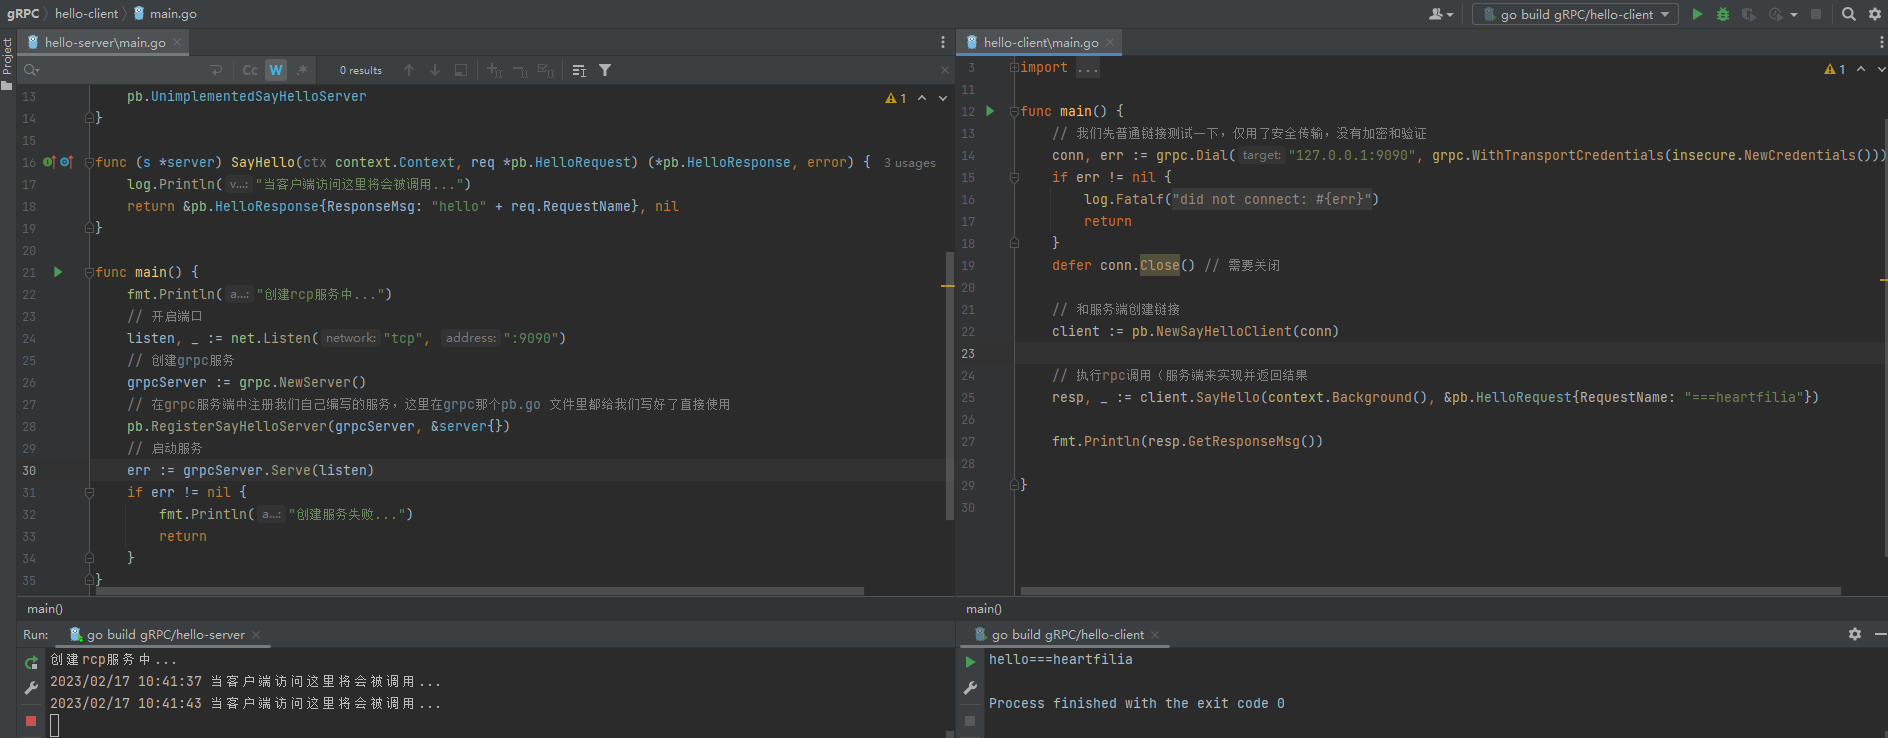 gRPC hello-client main.go
go build gRPC/hello-client
Project
hello-server\main.go
Cc W .* 0 results
13 pb.UnimplementedSayHelloServer
1
14 }
15
16 func (s *server) SayHello(ctx context.Context, req *pb.HelloRequest) (*pb.HelloResponse, error) { 3 usages
17 log.Println( v...: "当客户端访问这里将会被调用...")
18 return &pb.HelloResponse{ResponseMsg: "hello" + req.RequestName}, nil
19 }
20
21 func main() {
22 fmt.Println( a...: "创建rcp服务中...")
23 // 开启端口
24 listen, _ := net.Listen( network: "tcp", address: ":9090")
25 // 创建grpc服务
26 grpcServer := grpc.NewServer()
27 // 在grpc服务端中注册我们自己编写的服务，这里在grpc那个pb.go 文件里都给我们写好了直接使用
28 pb.RegisterSayHelloServer(grpcServer, &server{})
29 // 启动服务
30 err := grpcServer.Serve(listen)
31 if err != nil {
32 fmt.Println( a...: "创建服务失败...")
33 return
34 }
35 }
main()
hello-client\main.go
3 import ...
1
11
12 func main() {
13 // 我们先普通链接测试一下，仅用了安全传输，没有加密和验证
14 conn, err := grpc.Dial( target: "127.0.0.1:9090", grpc.WithTransportCredentials(insecure.NewCredentials()))
15 if err != nil {
16 log.Fatalf("did not connect: #{err}")
17 return
18 }
19 defer conn.Close() // 需要关闭
20
21 // 和服务端创建链接
22 client := pb.NewSayHelloClient(conn)
23
24 // 执行rpc调用（服务端来实现并返回结果
25 resp, _ := client.SayHello(context.Background(), &pb.HelloRequest{RequestName: "===heartfilia"})
26
27 fmt.Println(resp.GetResponseMsg())
28
29 }
30
main()
Run: go build gRPC/hello-server
创建rcp服务中...
2023/02/17 10:41:37 当客户端访问这里将会被调用...
2023/02/17 10:41:43 当客户端访问这里将会被调用...
go build gRPC/hello-client
hello===heartfilia
Process finished with the exit code 0